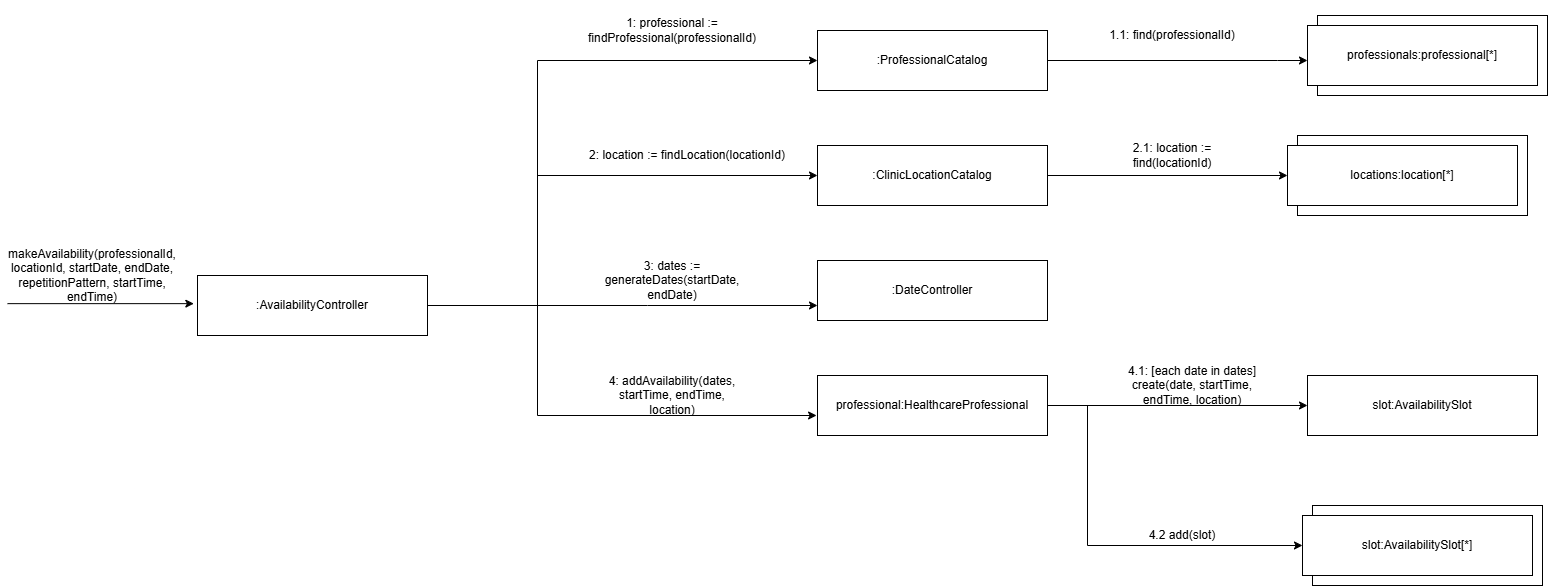 1: professional :=
findProfessional(professionalId)
:ProfessionalCatalog
1.1: find(professionalId)
professionals:professional[*]
2: location := findLocation(locationId)
:ClinicLocationCatalog
2.1: location :=
find(locationId)
locations:location[*]
makeAvailability(professionalId,
locationId, startDate, endDate,
repetitionPattern, startTime,
endTime)
:AvailabilityController
3: dates :=
generateDates(startDate,
endDate)
:DateController
4: addAvailability(dates,
startTime, endTime,
location)
professional:HealthcareProfessional
4.1: [each date in dates]
create(date, startTime,
endTime, location)
slot:AvailabilitySlot
4.2 add(slot)
slot:AvailabilitySlot[*]